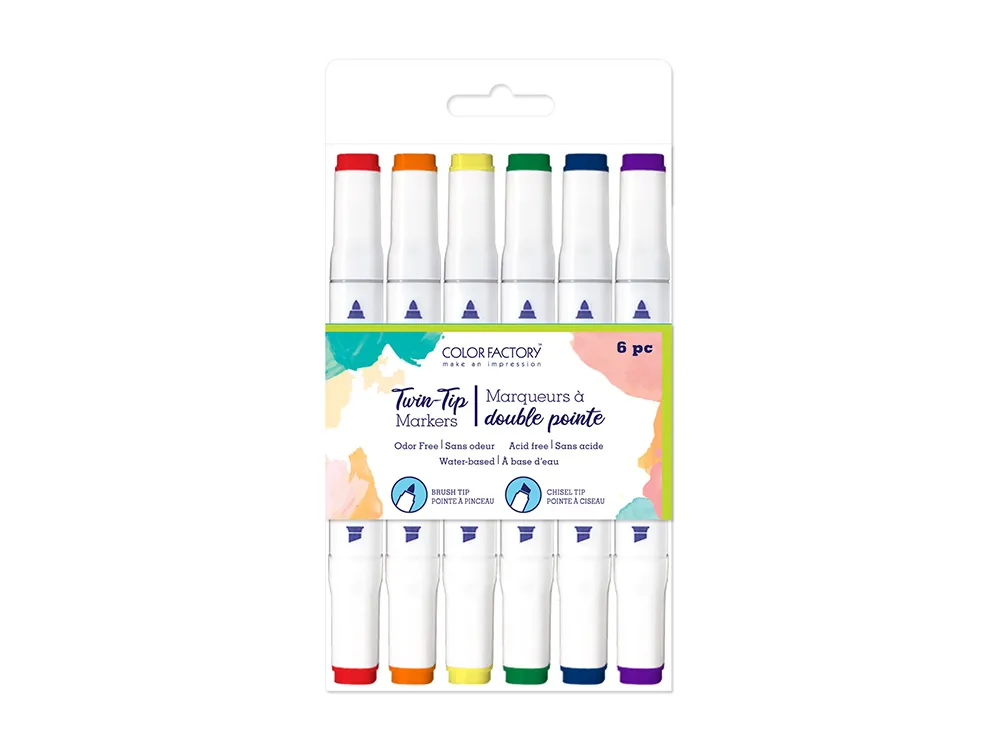 COLOR FACTORY™
make an impression
6 pc
Twin-Tip Markers
Marqueurs à double pointe
Odor Free | Sans odeur Acid free | Sans acide
Water-based | À base d'eau
BRUSH TIP
POINTE À PINCEAU
CHISEL TIP
POINTE À CISEAU